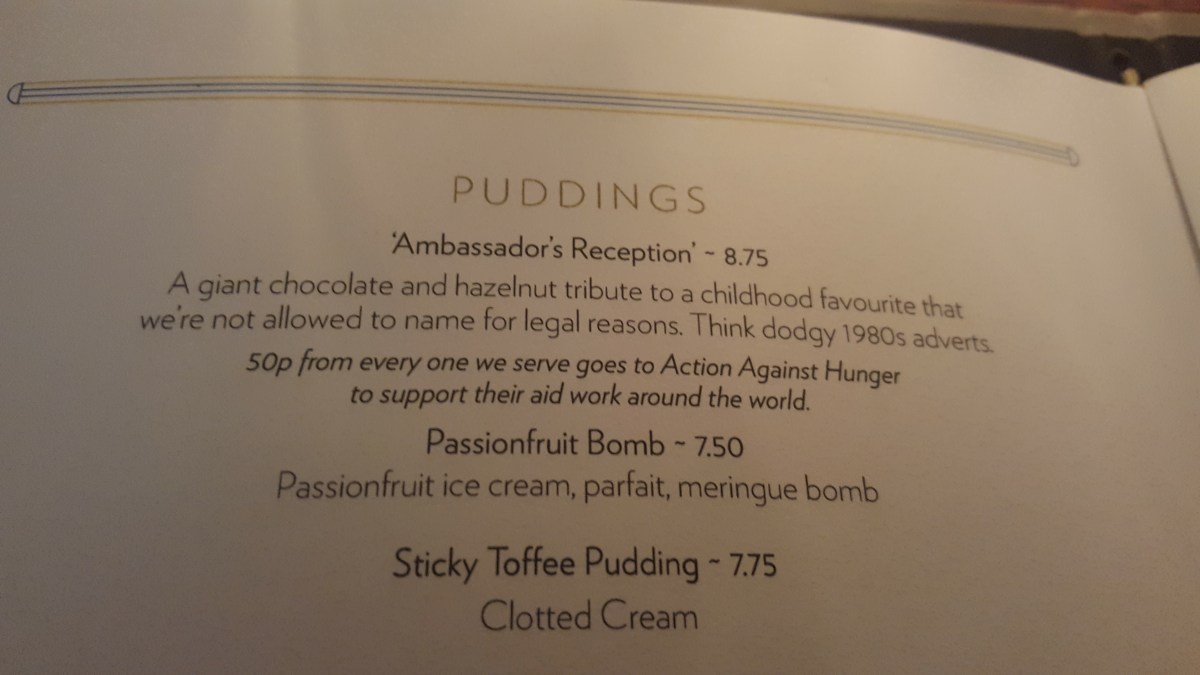 PUDDINGS
‘Ambassador’s Reception’ ~ 8.75
A giant chocolate and hazelnut tribute to a childhood favourite that
we’re not allowed to name for legal reasons. Think dodgy 1980s adverts.
50p from every one we serve goes to Action Against Hunger
to support their aid work around the world.
Passionfruit Bomb ~ 7.50
Passionfruit ice cream, parfait, meringue bomb
Sticky Toffee Pudding ~ 7.75
Clotted Cream